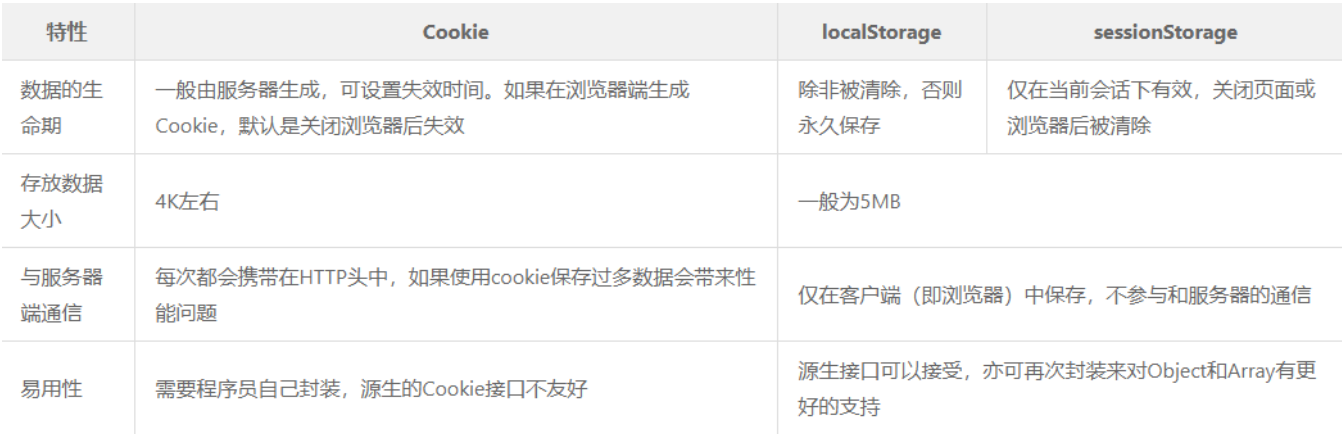 特性
Cookie
localStorage
sessionStorage
数据的生
命期
一般由服务器生成，可设置失效时间。如果在浏览器端生成
Cookie，默认是关闭浏览器后失效
除非被清除，否则
永久保存
仅在当前会话下有效，关闭页面或
浏览器后被清除
存放数据
大小
4K左右
一般为5MB
与服务器
端通信
每次都会携带在HTTP头中，如果使用cookie保存过多数据会带来性
能问题
仅在客户端（即浏览器）中保存，不参与和服务器的通信
易用性
需要程序员自己封装，源生的Cookie接口不友好
源生接口可以接受，亦可再次封装来对Object和Array有更
好的支持